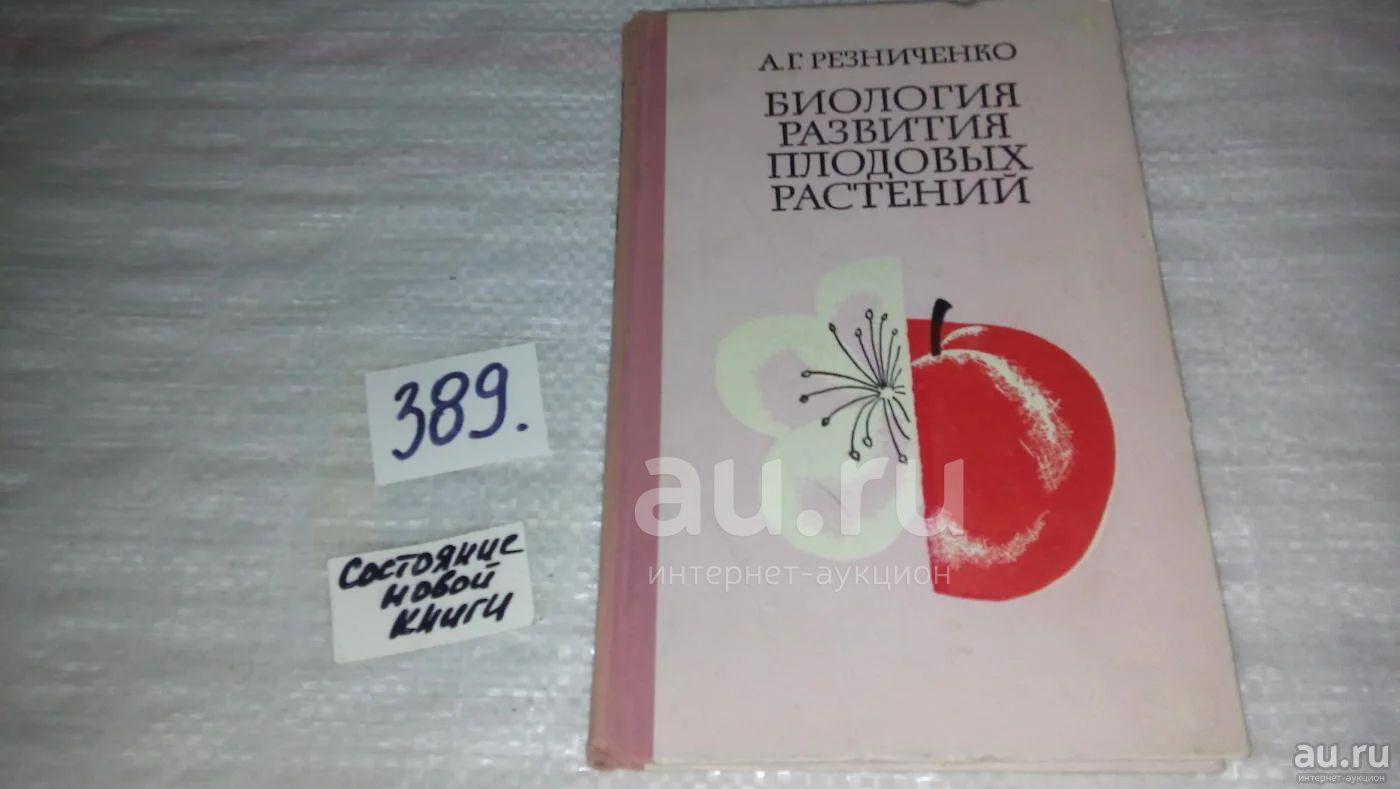 А.Г. РЕЗНИЧЕНКО
БИОЛОГИЯ
РАЗВИТИЯ
ПЛОДОВЫХ
РАСТЕНИЙ
389.
Состояние
новой
книги
au.ru
интернет-аукцион
au.ru
интернет-аукцион